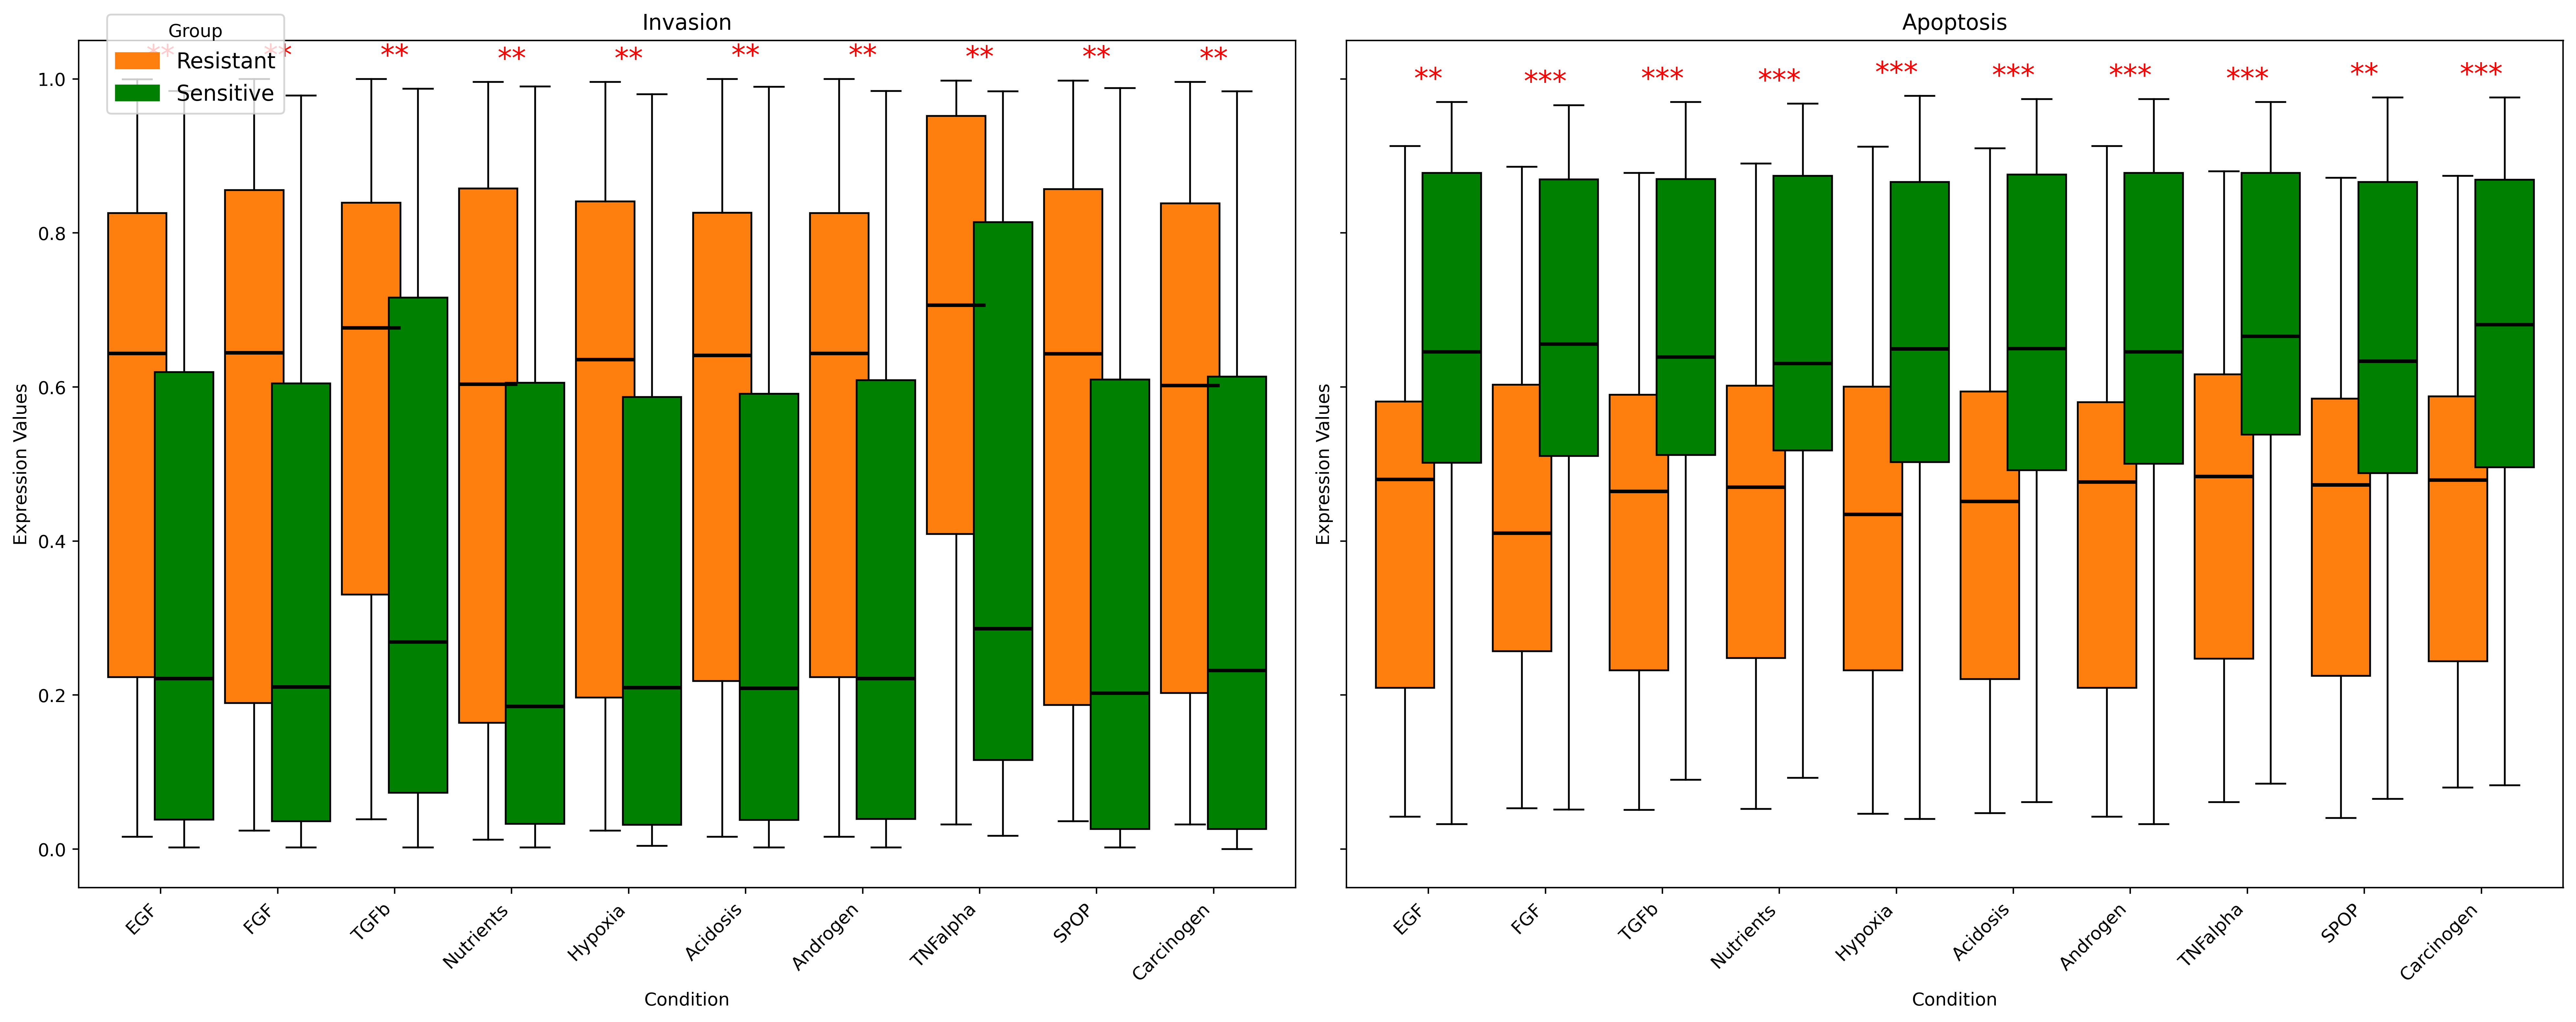 Invasion
Group
Resistant
Sensitive
** ** ** ** ** ** ** ** ** **
Expression Values
1.0
0.8
0.6
0.4
0.2
0.0
EGF
FGF
TGFb
Nutrients
Hypoxia
Acidosis
Androgen
TNFalpha
SPOP
Carcinogen
Condition
Apoptosis
** *** *** *** *** *** *** *** ** ***
Expression Values
EGF
FGF
TGFb
Nutrients
Hypoxia
Acidosis
Androgen
TNFalpha
SPOP
Carcinogen
Condition